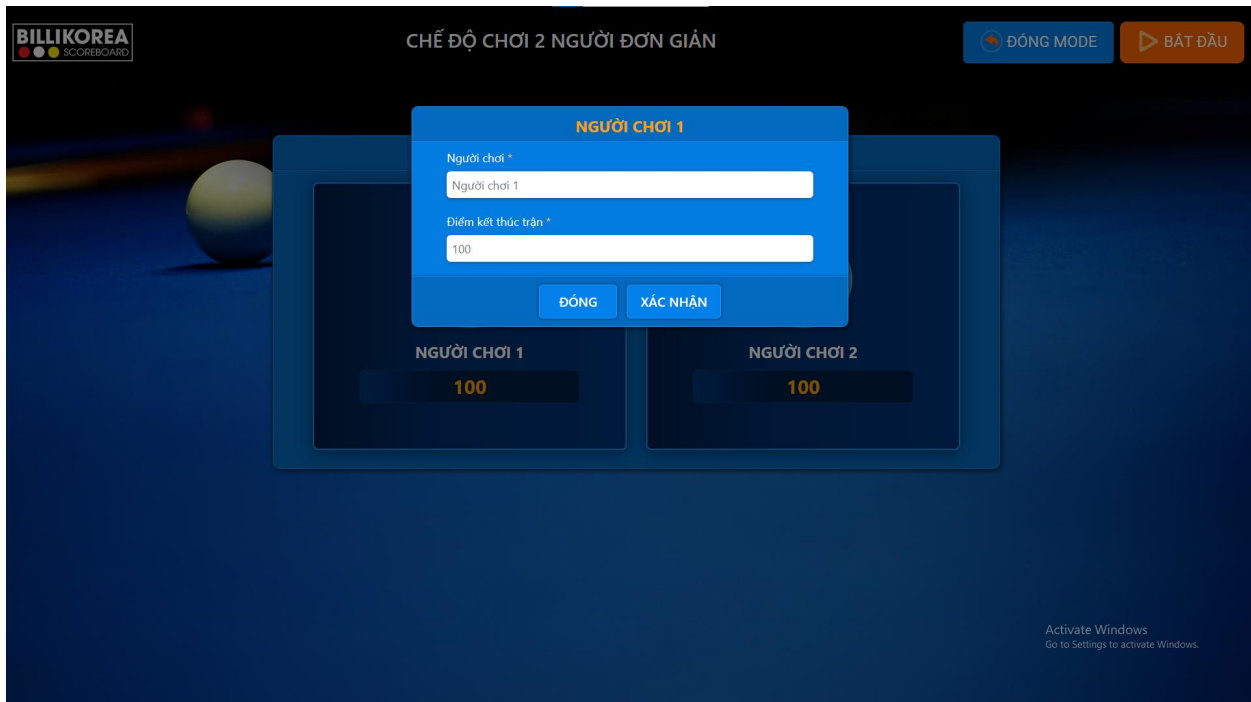 BILLIKOREA
SCOREBOARD
CHẾ ĐỘ CHƠI 2 NGƯỜI ĐƠN GIẢN
ĐÓNG MODE
BẮT ĐẦU
NGƯỜI CHƠI 1
Người chơi *
Người chơi 1
Điểm kết thúc trận *
100
ĐÓNG
XÁC NHẬN
NGƯỜI CHƠI 1
100
NGƯỜI CHƠI 2
100
Activate Windows
Go to Settings to activate Windows.